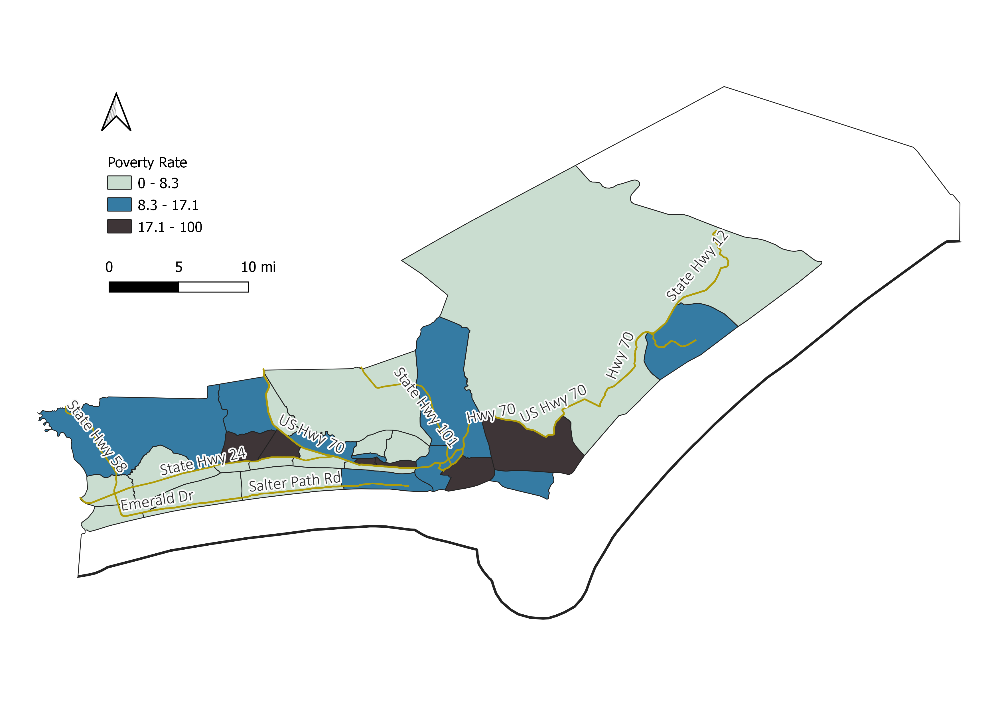 Poverty Rate
0 - 8.3
8.3 - 17.1
17.1 - 100
0 5 10 mi
State Hwy 12
Hwy 70
US Hwy 70
Hwy 70
State Hwy 101
US Hwy 70
State Hwy 58
State Hwy 24
Salter Path Rd
Emerald Dr